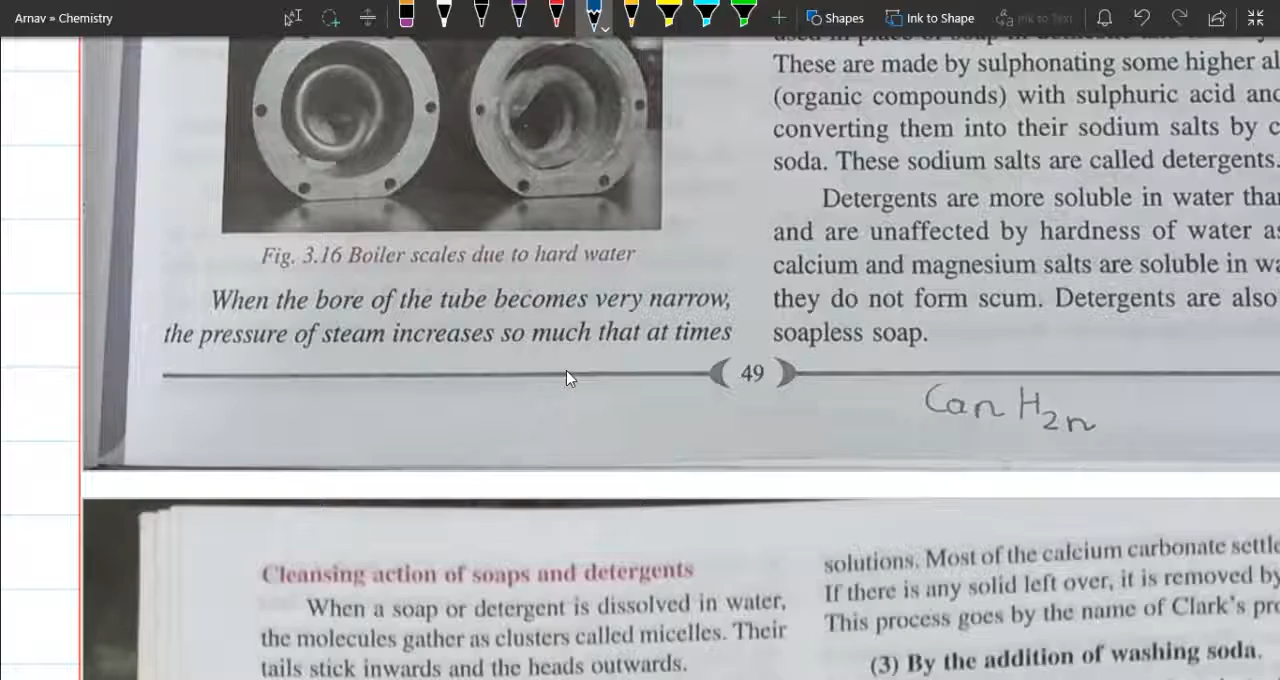 Arnav » Chemistry
Shapes
Ink to Shape
Ink to Text
These are made by sulphonating some higher al
(organic compounds) with sulphuric acid and
converting them into their sodium salts by c
soda. These sodium salts are called detergents.
Detergents are more soluble in water than
and are unaffected by hardness of water as
calcium and magnesium salts are soluble in wa
they do not form scum. Detergents are also
soapless soap.
Fig. 3.16 Boiler scales due to hard water
When the bore of the tube becomes very narrow,
the pressure of steam increases so much that at times
49
Can H2n
Cleansing action of soaps and detergents
When a soap or detergent is dissolved in water,
the molecules gather as clusters called micelles. Their
tails stick inwards and the heads outwards.
solutions. Most of the calcium carbonate settle
If there is any solid left over, it is removed by
This process goes by the name of Clark's pro
(3) By the addition of washing soda.